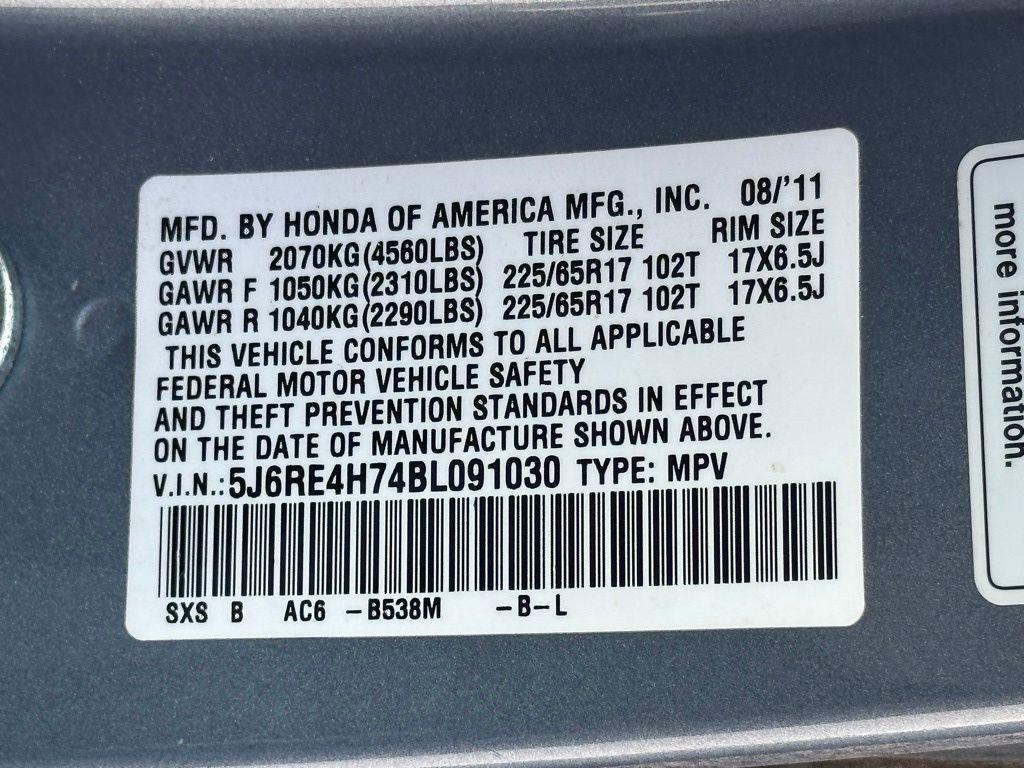 MFD. BY HONDA OF AMERICA MFG., INC. 08/'11
GVWR 2070KG(4560LBS) TIRE SIZE RIM SIZE
GAWR F 1050KG(2310LBS) 225/65R17 102T 17X6.5J
GAWR R 1040KG(2290LBS) 225/65R17 102T 17X6.5J
THIS VEHICLE CONFORMS TO ALL APPLICABLE
FEDERAL MOTOR VEHICLE SAFETY
AND THEFT PREVENTION STANDARDS IN EFFECT
ON THE DATE OF MANUFACTURE SHOWN ABOVE.
V.I.N.:5J6RE4H74BL091030 TYPE: MPV
SXS B AC6 -B538M -B-L
more information.